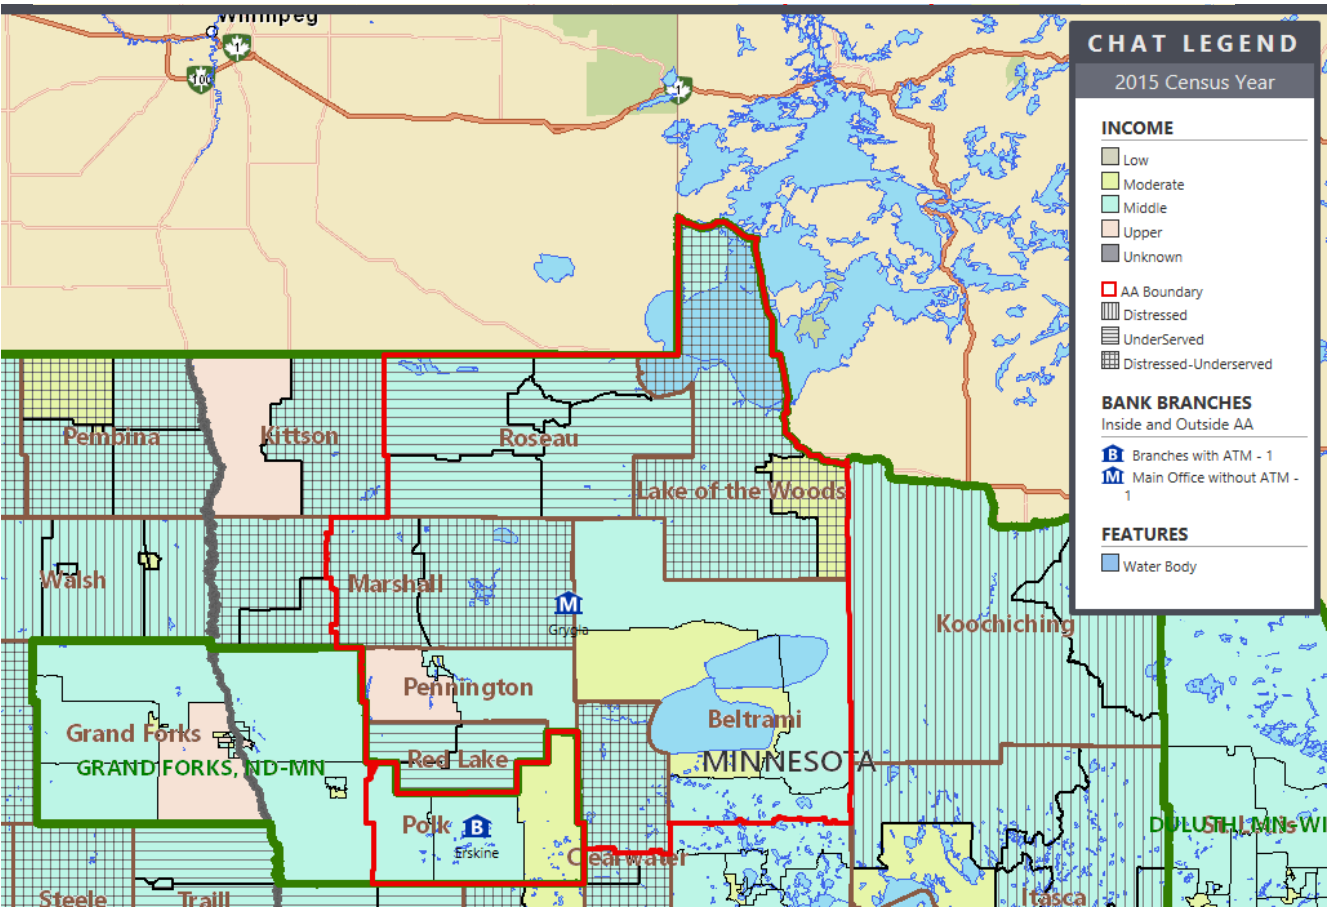 Winnipeg
1
100
1
CHAT LEGEND
2015 Census Year
INCOME
Low
Moderate
Middle
Upper
Unknown
AA Boundary
Distressed
UnderServed
Distressed-Underserved
BANK BRANCHES
Inside and Outside AA
B Branches with ATM - 1
M Main Office without ATM -
1
FEATURES
Water Body
Pembina
Kittson
Roseau
Lake of the Woods
Walsh
Marshall
M
Grygla
Koochiching
Pennington
Grand Forks
Beltrami
Red Lake
MINNESOTA
GRAND FORKS, ND-MN
Polk
B
Erskine
DULUTH, MN-WI
St. Louis
Clearwater
Steele
Traill
Itasca